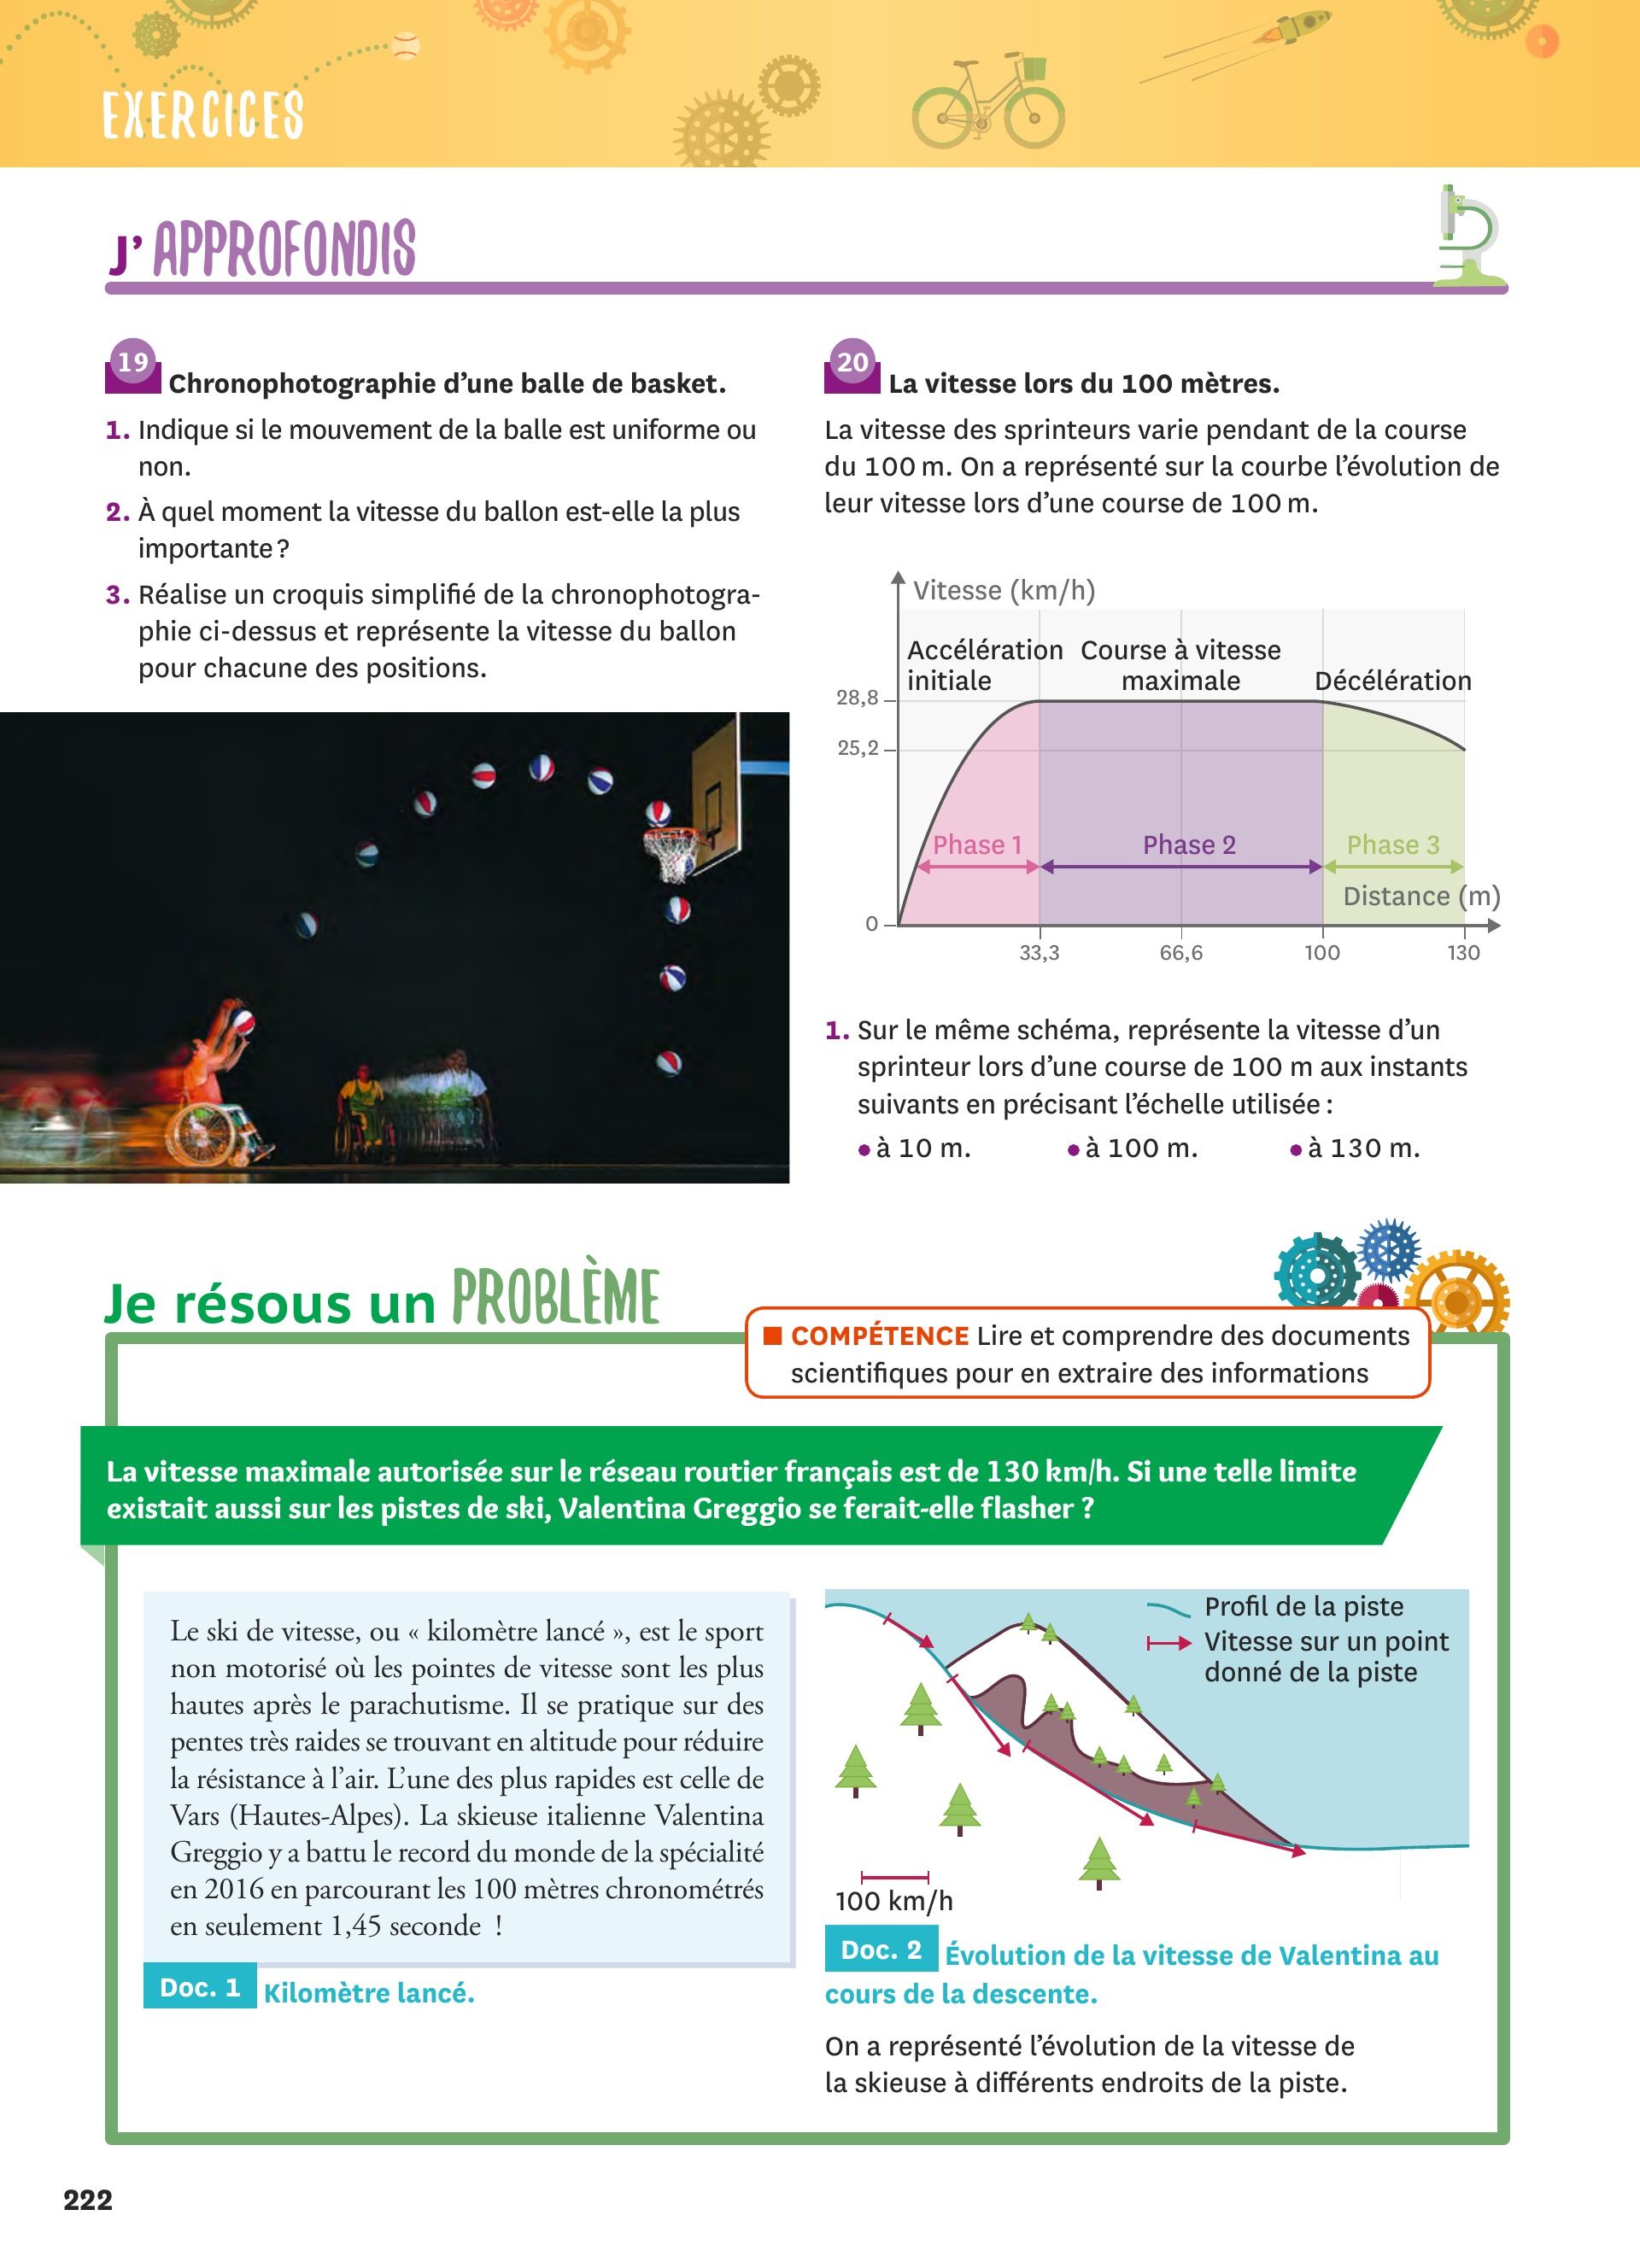 EXERCICES
J' APPROFONDIS
19 Chronophotographie d'une balle de basket.
1. Indique si le mouvement de la balle est uniforme ou
non.
2. À quel moment la vitesse du ballon est-elle la plus
importante ?
3. Réalise un croquis simplifié de la chronophotogra-
phie ci-dessus et représente la vitesse du ballon
pour chacune des positions.
20 La vitesse lors du 100 mètres.
La vitesse des sprinteurs varie pendant de la course
du 100 m. On a représenté sur la courbe l'évolution de
leur vitesse lors d'une course de 100 m.
Vitesse (km/h)
Accélération
initiale
Course à vitesse
maximale
Décélération
28,8
25,2
Phase 1
Phase 2
Phase 3
Distance (m)
0
33,3
66,6
100
130
1. Sur le même schéma, représente la vitesse d'un
sprinteur lors d'une course de 100 m aux instants
suivants en précisant l'échelle utilisée :
• à 10 m. • à 100 m. • à 130 m.
Je résous un PROBLÈME
COMPÉTENCE Lire et comprendre des documents
scientifiques pour en extraire des informations
La vitesse maximale autorisée sur le réseau routier français est de 130 km/h. Si une telle limite
existait aussi sur les pistes de ski, Valentina Greggio se ferait-elle flasher ?
Le ski de vitesse, ou « kilomètre lancé », est le sport
non motorisé où les pointes de vitesse sont les plus
hautes après le parachutisme. Il se pratique sur des
pentes très raides se trouvant en altitude pour réduire
la résistance à l'air. L'une des plus rapides est celle de
Vars (Hautes-Alpes). La skieuse italienne Valentina
Greggio y a battu le record du monde de la spécialité
en 2016 en parcourant les 100 mètres chronométrés
en seulement 1,45 seconde !
Doc. 1 Kilomètre lancé.
Profil de la piste
Vitesse sur un point
donné de la piste
100 km/h
Doc. 2 Évolution de la vitesse de Valentina au
cours de la descente.
On a représenté l'évolution de la vitesse de
la skieuse à différents endroits de la piste.
222